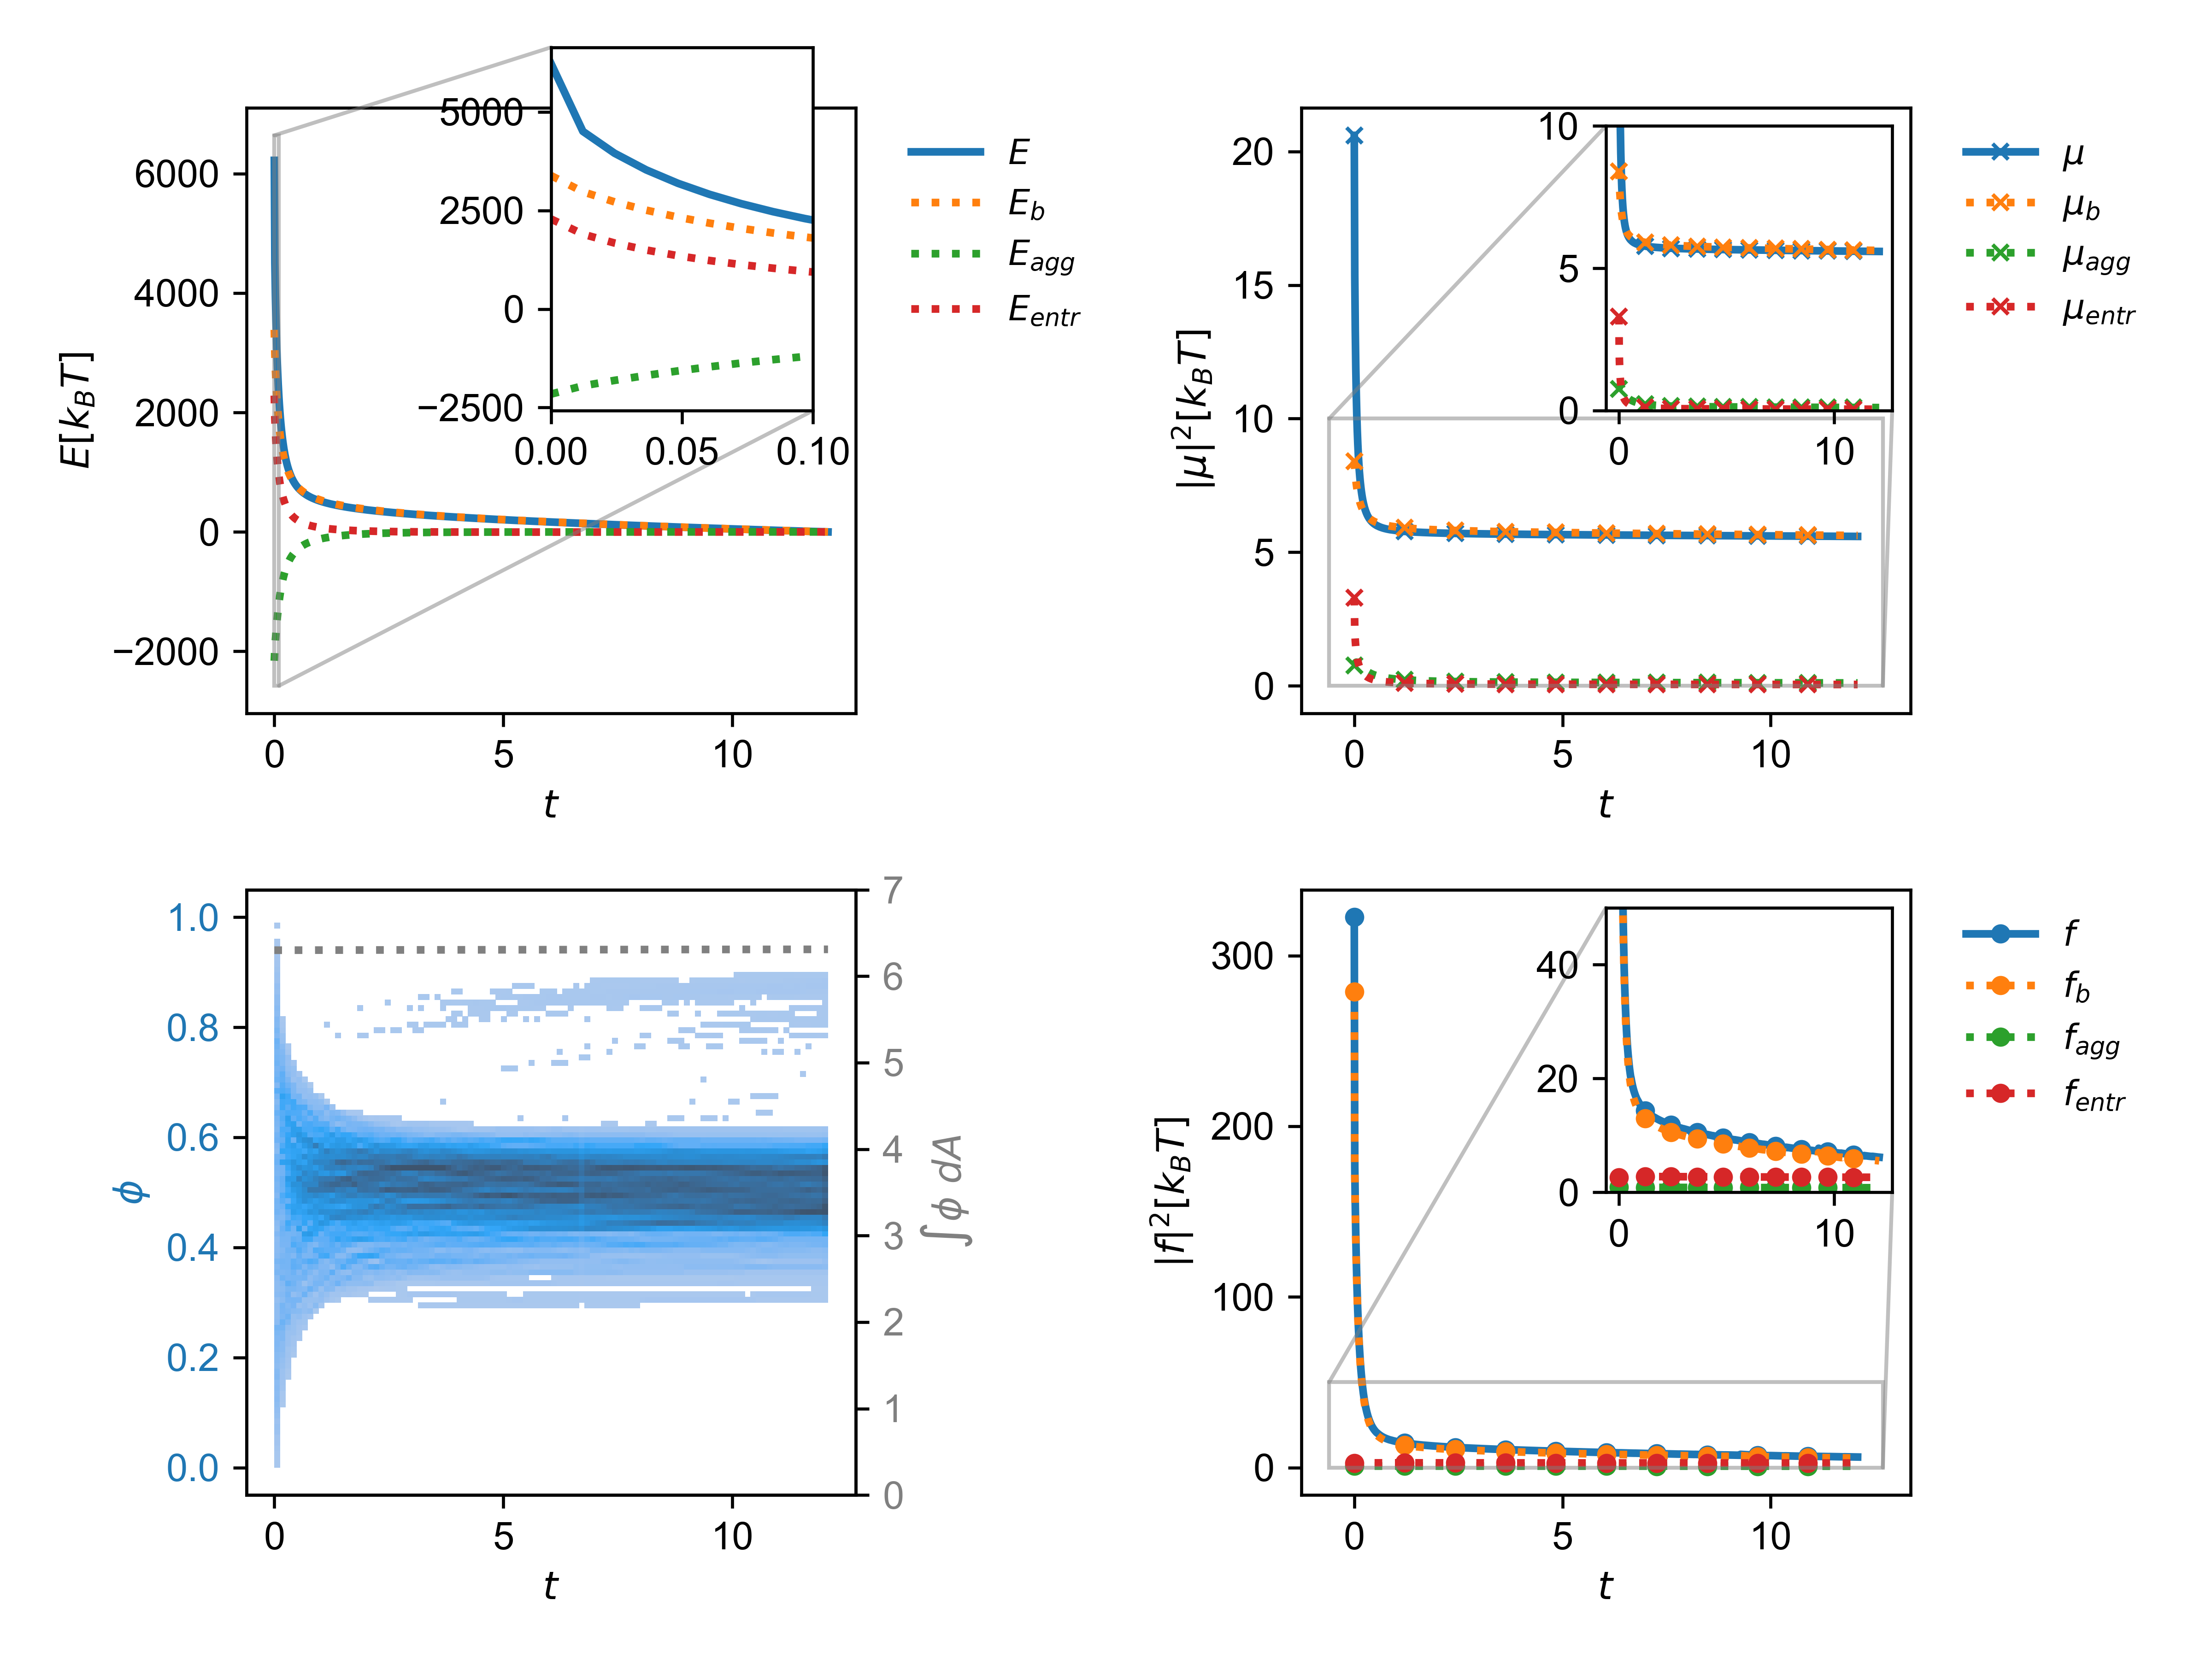 E[k_BT]
6000
4000
2000
0
−2000
0
5
10
t
5000
2500
0
−2500
0.00
0.05
0.10
E
E_b
E_agg
E_entr
|μ|²[k_BT]
20
15
10
5
0
0
5
10
t
10
5
0
0
10
μ
μ_b
μ_agg
μ_entr
ϕ
1.0
0.8
0.6
0.4
0.2
0.0
0
5
10
t
7
6
5
4
3
2
1
0
∫ ϕ dA
|f|²[k_BT]
300
200
100
0
0
5
10
t
40
20
0
0
10
f
f_b
f_agg
f_entr